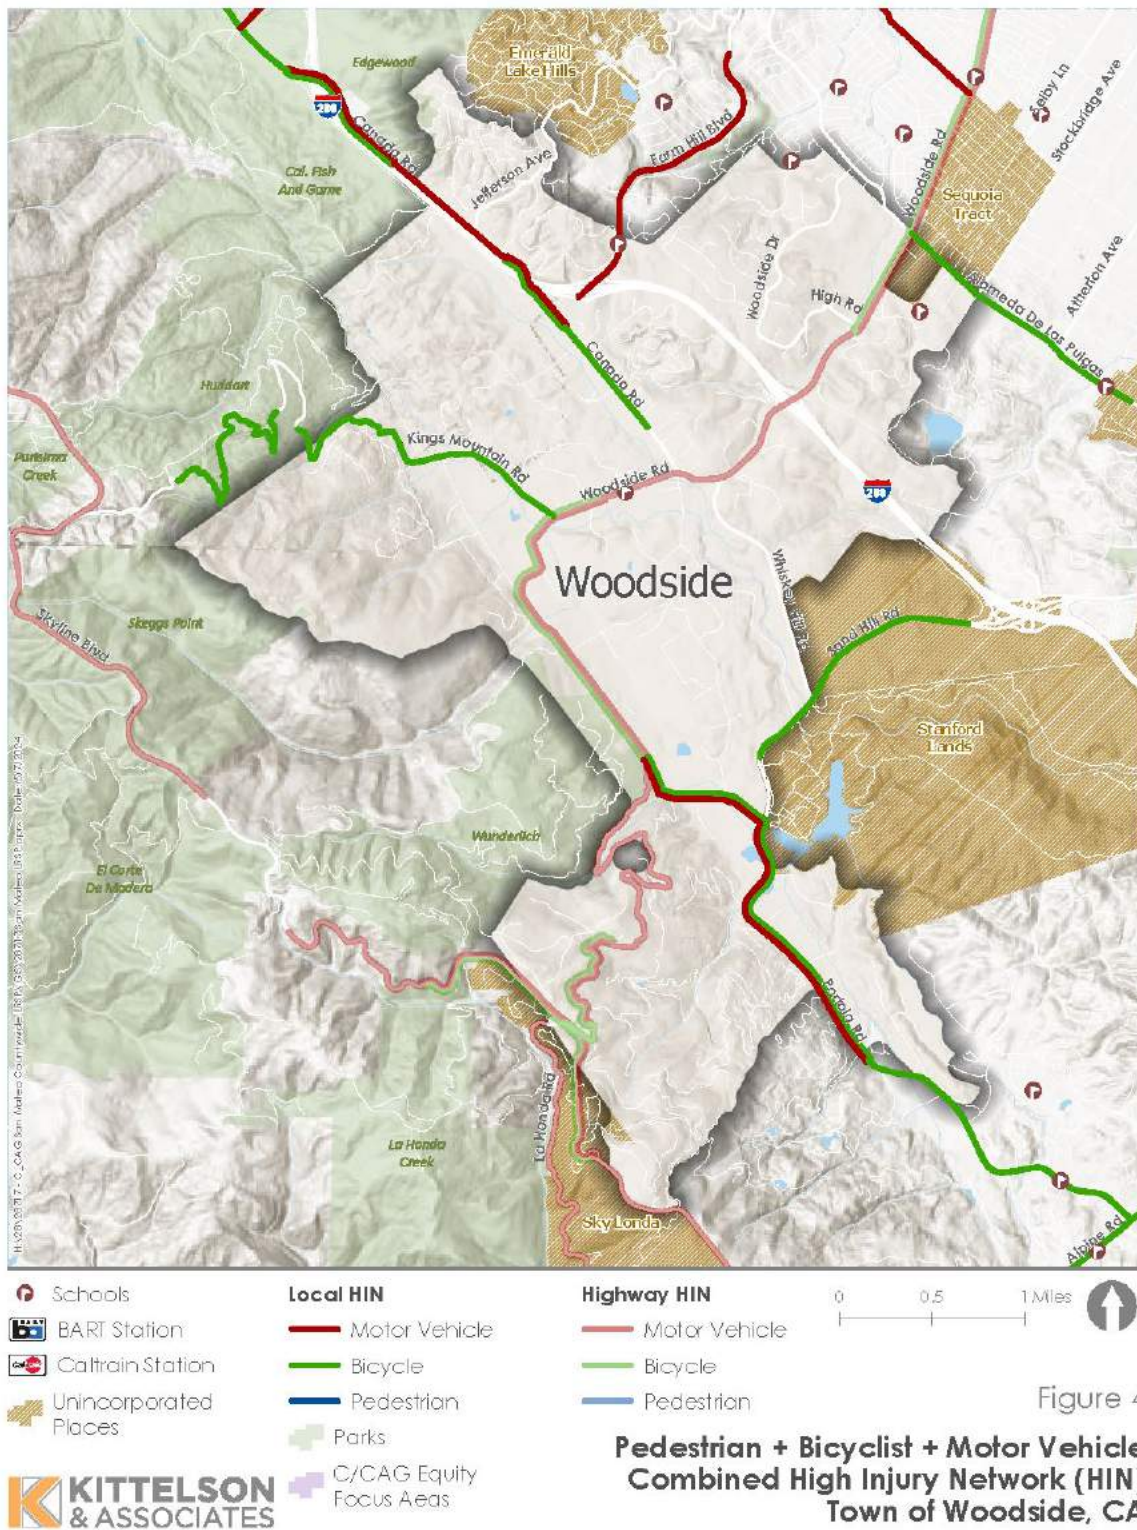 Emerald
Lake Hills
Edgewood
280
Canada Rd
Farm Hill Blvd
Jefferson Ave
Cal. Fish
And Game
Selby Ln
Stockbridge Ave
Woodside Rd
Sequoia
Tract
Atherton Ave
Woodside Dr
High Rd
Alameda De Las Pulgas
Canada Rd
Huddart
Kings Mountain Rd
Woodside Rd
Purisima
Creek
280
Woodside
Whiskey Hill Rd
Skeggs Point
Skyline Blvd
Sand Hill Rd
Stanford
Lands
Wunderlich
El Corte
De Madera
Portola Rd
La Honda Rd
La Honda
Creek
Sky Londa
Alpine Rd
Schools
BART Station
Caltrain Station
Unincorporated
Places
Local HIN
Motor Vehicle
Bicycle
Pedestrian
Parks
C/CAG Equity
Focus Aeas
Highway HIN
Motor Vehicle
Bicycle
Pedestrian
0 0.5 1 Miles
Figure 4
Pedestrian + Bicyclist + Motor Vehicle
Combined High Injury Network (HIN)
Town of Woodside, CA
KITTELSON
& ASSOCIATES